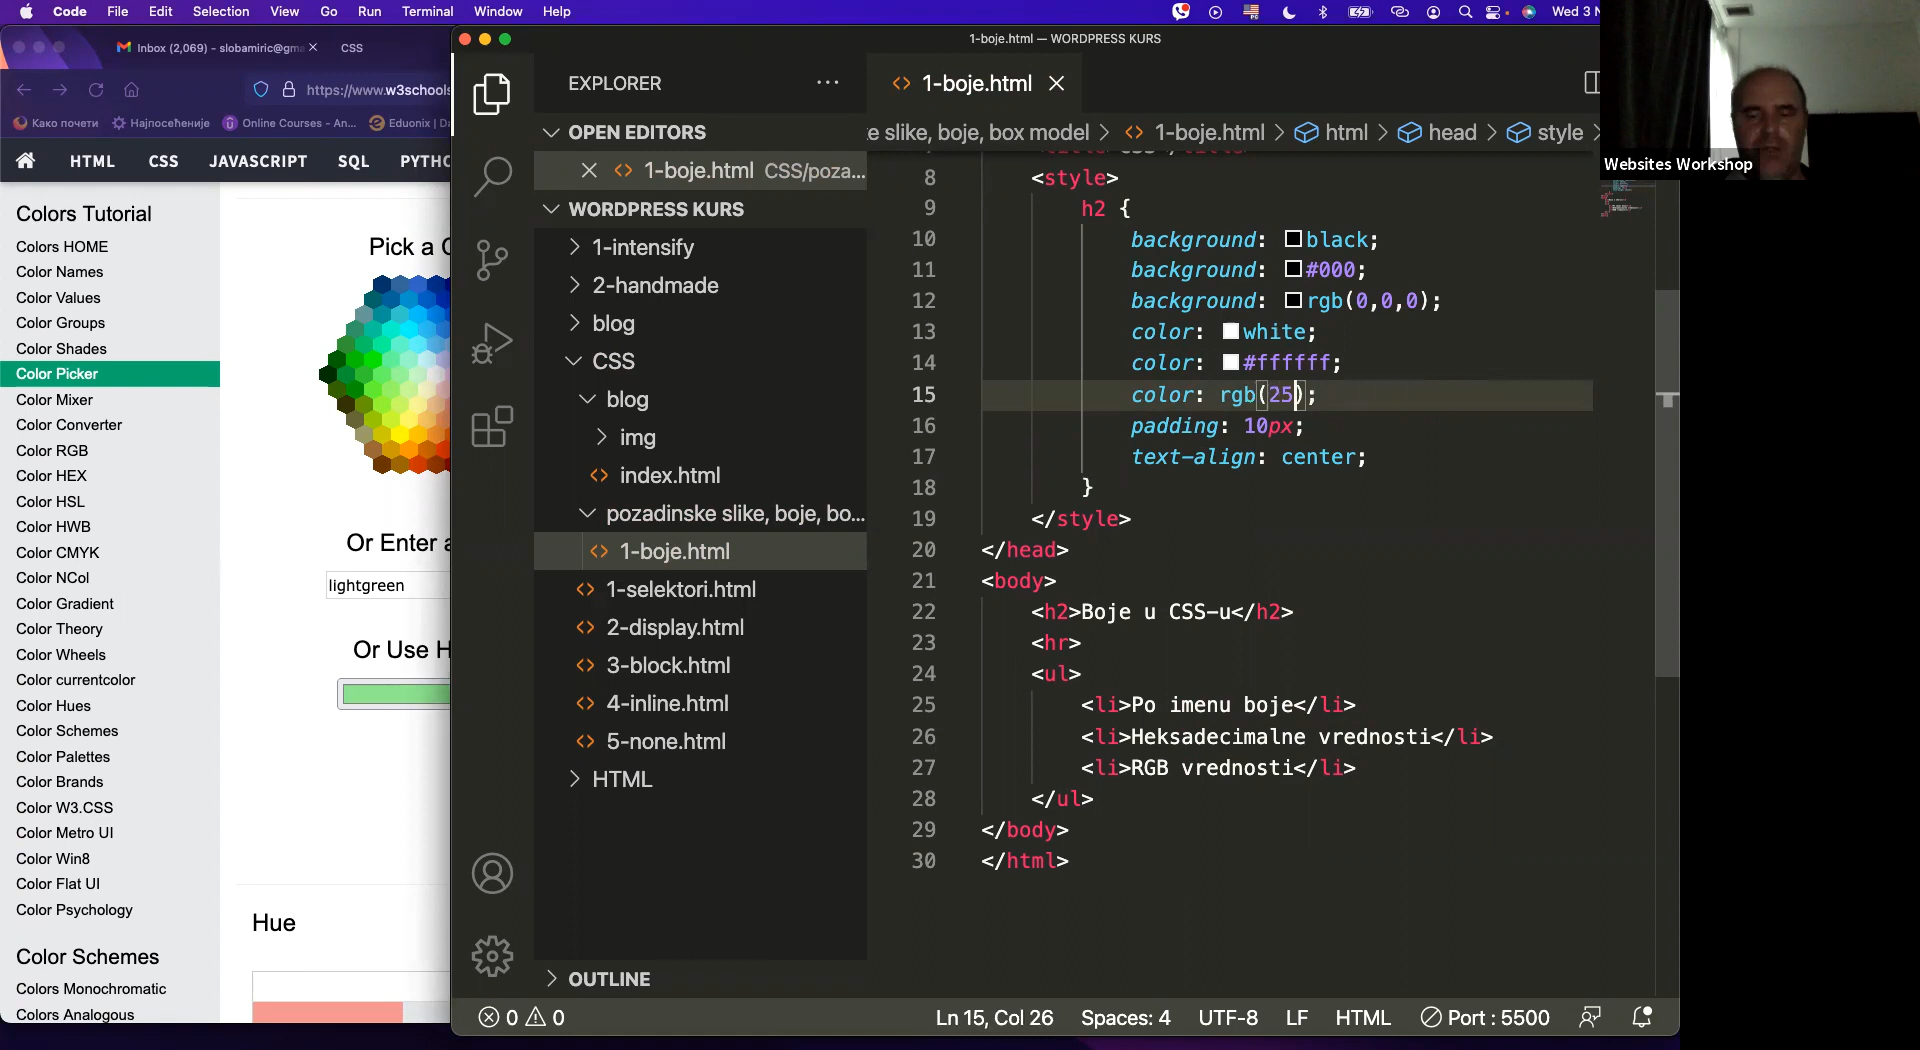 Code File Edit Selection View Go Run Terminal Window Help
Wed 3 N
Inbox (2,069) - slobamiric@gma
CSS
https://www.w3schools
Како почети Најпосећеније Online Courses - An... Eduonix | Da
HTML CSS JAVASCRIPT SQL PYTHO
Colors Tutorial
Colors HOME
Color Names
Color Values
Color Groups
Color Shades
Color Picker
Color Mixer
Color Converter
Color RGB
Color HEX
Color HSL
Color HWB
Color CMYK
Color NCol
Color Gradient
Color Theory
Color Wheels
Color currentcolor
Color Hues
Color Schemes
Color Palettes
Color Brands
Color W3.CSS
Color Metro UI
Color Win8
Color Flat UI
Color Psychology
Color Schemes
Colors Monochromatic
Colors Analogous
Pick a C
Or Enter a
lightgreen
Or Use H
Hue
1-boje.html — WORDPRESS KURS
EXPLORER
OPEN EDITORS
1-boje.html CSS/poza...
WORDPRESS KURS
1-intensify
2-handmade
blog
CSS
blog
img
index.html
pozadinske slike, boje, bo...
1-boje.html
1-selektori.html
2-display.html
3-block.html
4-inline.html
5-none.html
HTML
OUTLINE
1-boje.html
e slike, boje, box model > 1-boje.html > html > head > style >
8 <style>
9 h2 {
10 background: black;
11 background: #000;
12 background: rgb(0,0,0);
13 color: white;
14 color: #ffffff;
15 color: rgb(25);
16 padding: 10px;
17 text-align: center;
18 }
19 </style>
20 </head>
21 <body>
22 <h2>Boje u CSS-u</h2>
23 <hr>
24 <ul>
25 <li>Po imenu boje</li>
26 <li>Heksadecimalne vrednosti</li>
27 <li>RGB vrednosti</li>
28 </ul>
29 </body>
30 </html>
0 0
Ln 15, Col 26 Spaces: 4 UTF-8 LF HTML Port : 5500
Websites Workshop